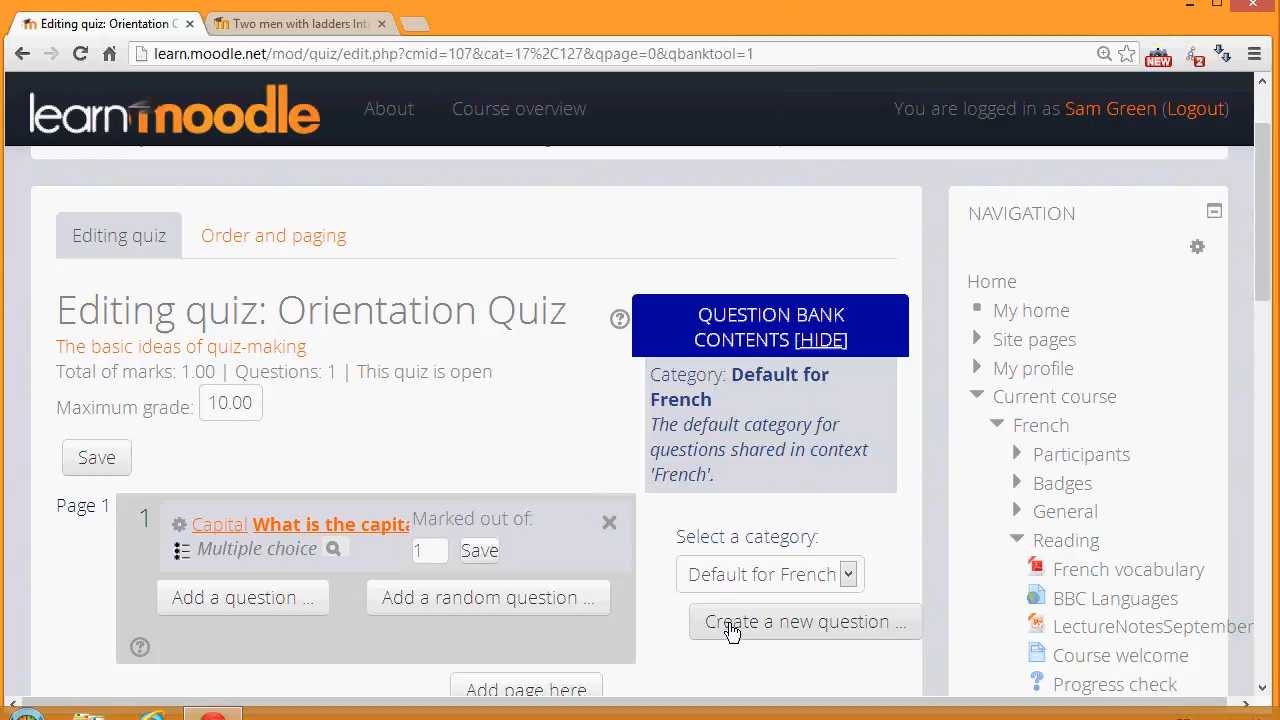 Editing quiz: Orientation C
Two men with ladders Int
learn.moodle.net/mod/quiz/edit.php?cmid=107&cat=17%2C127&qpage=0&qbanktool=1
NEW
2
learn moodle
About
Course overview
You are logged in as Sam Green (Logout)
Editing quiz
Order and paging
Editing quiz: Orientation Quiz
The basic ideas of quiz-making
Total of marks: 1.00 | Questions: 1 | This quiz is open
Maximum grade: 10.00
Save
Page 1
1
Capital What is the capita
Marked out of:
Multiple choice
1
Save
Add a question ...
Add a random question ...
Add page here
QUESTION BANK
CONTENTS [HIDE]
Category: Default for
French
The default category for
questions shared in context
'French'.
Select a category:
Default for French
Create a new question ...
NAVIGATION
Home
My home
Site pages
My profile
Current course
French
Participants
Badges
General
Reading
French vocabulary
BBC Languages
LectureNotesSeptember
Course welcome
Progress check